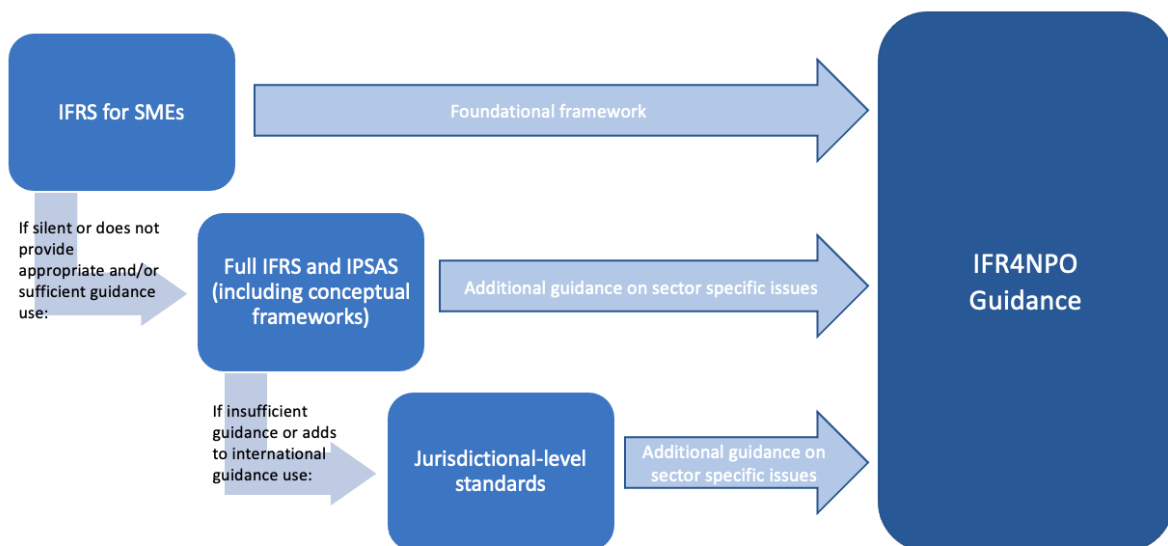 IFRS for SMEs
Foundational framework
If silent or does not
provide
appropriate and/or
sufficient guidance
use:
Full IFRS and IPSAS
(including conceptual
frameworks)
Additional guidance on sector specific issues
IFR4NPO
Guidance
If insufficient
guidance or adds
to international
guidance use:
Jurisdictional-level
standards
Additional guidance on
sector specific issues